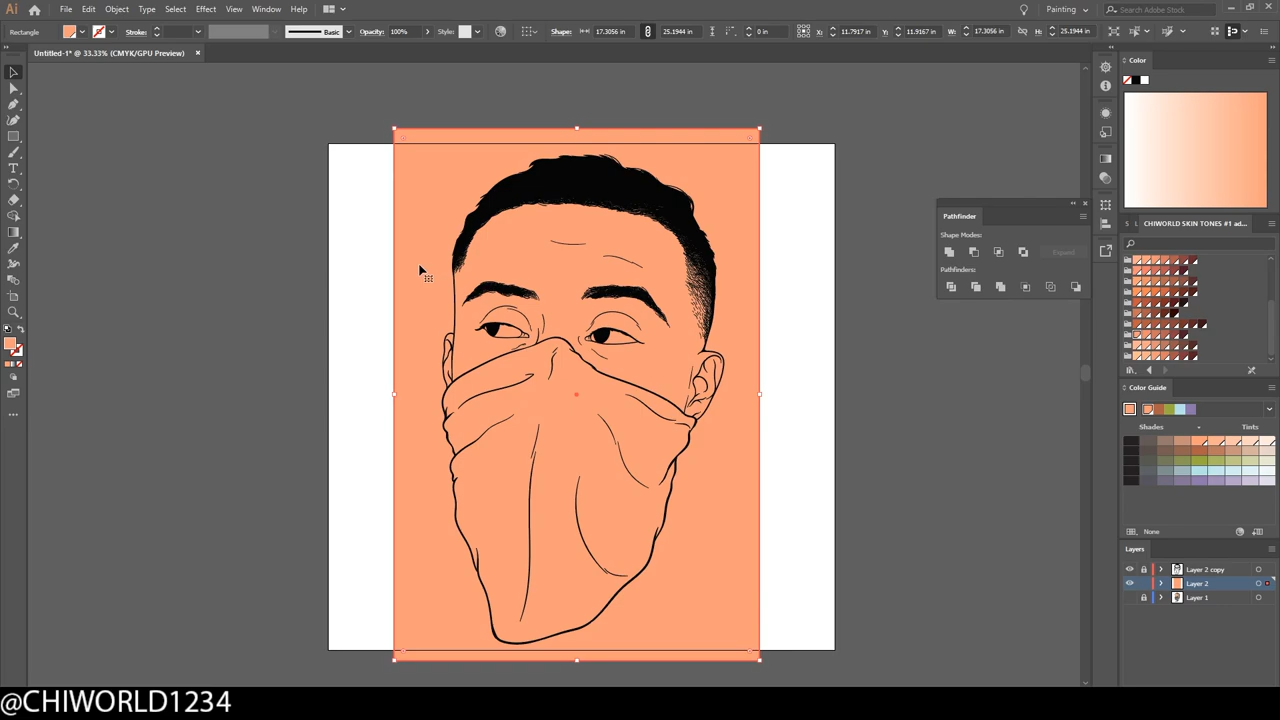 Ai File Edit Object Type Select Effect View Window Help Painting Search Adobe Stock
Rectangle Stroke: Basic Opacity: 100% Style: Shape: 17.3056 in 25.1944 in 0 in X: 11.7917 in Y: 11.9167 in W: 17.3056 in H: 25.1944 in
Untitled-1* @ 33.33% (CMYK/GPU Preview)
Color
Pathfinder
Shape Modes:
Expand
Pathfinders:
S L CHIWORLD SKIN TONES #1 ad...
Color Guide
Shades Tints
None
Layers
Layer 2 copy
Layer 2
Layer 1
@CHIWORLD1234